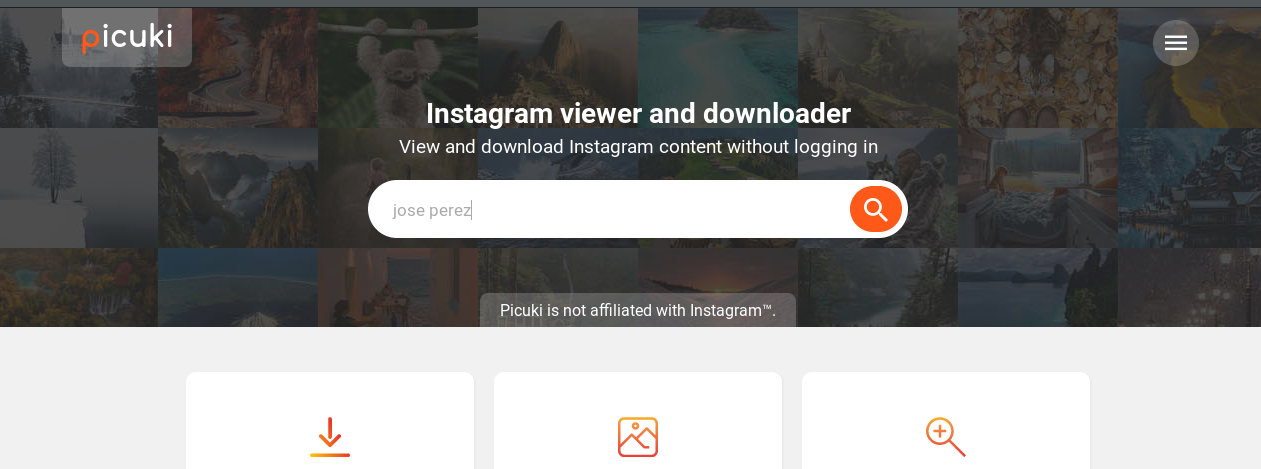 picuki
Instagram viewer and downloader
View and download Instagram content without logging in
jose perez
Picuki is not affiliated with Instagram™.